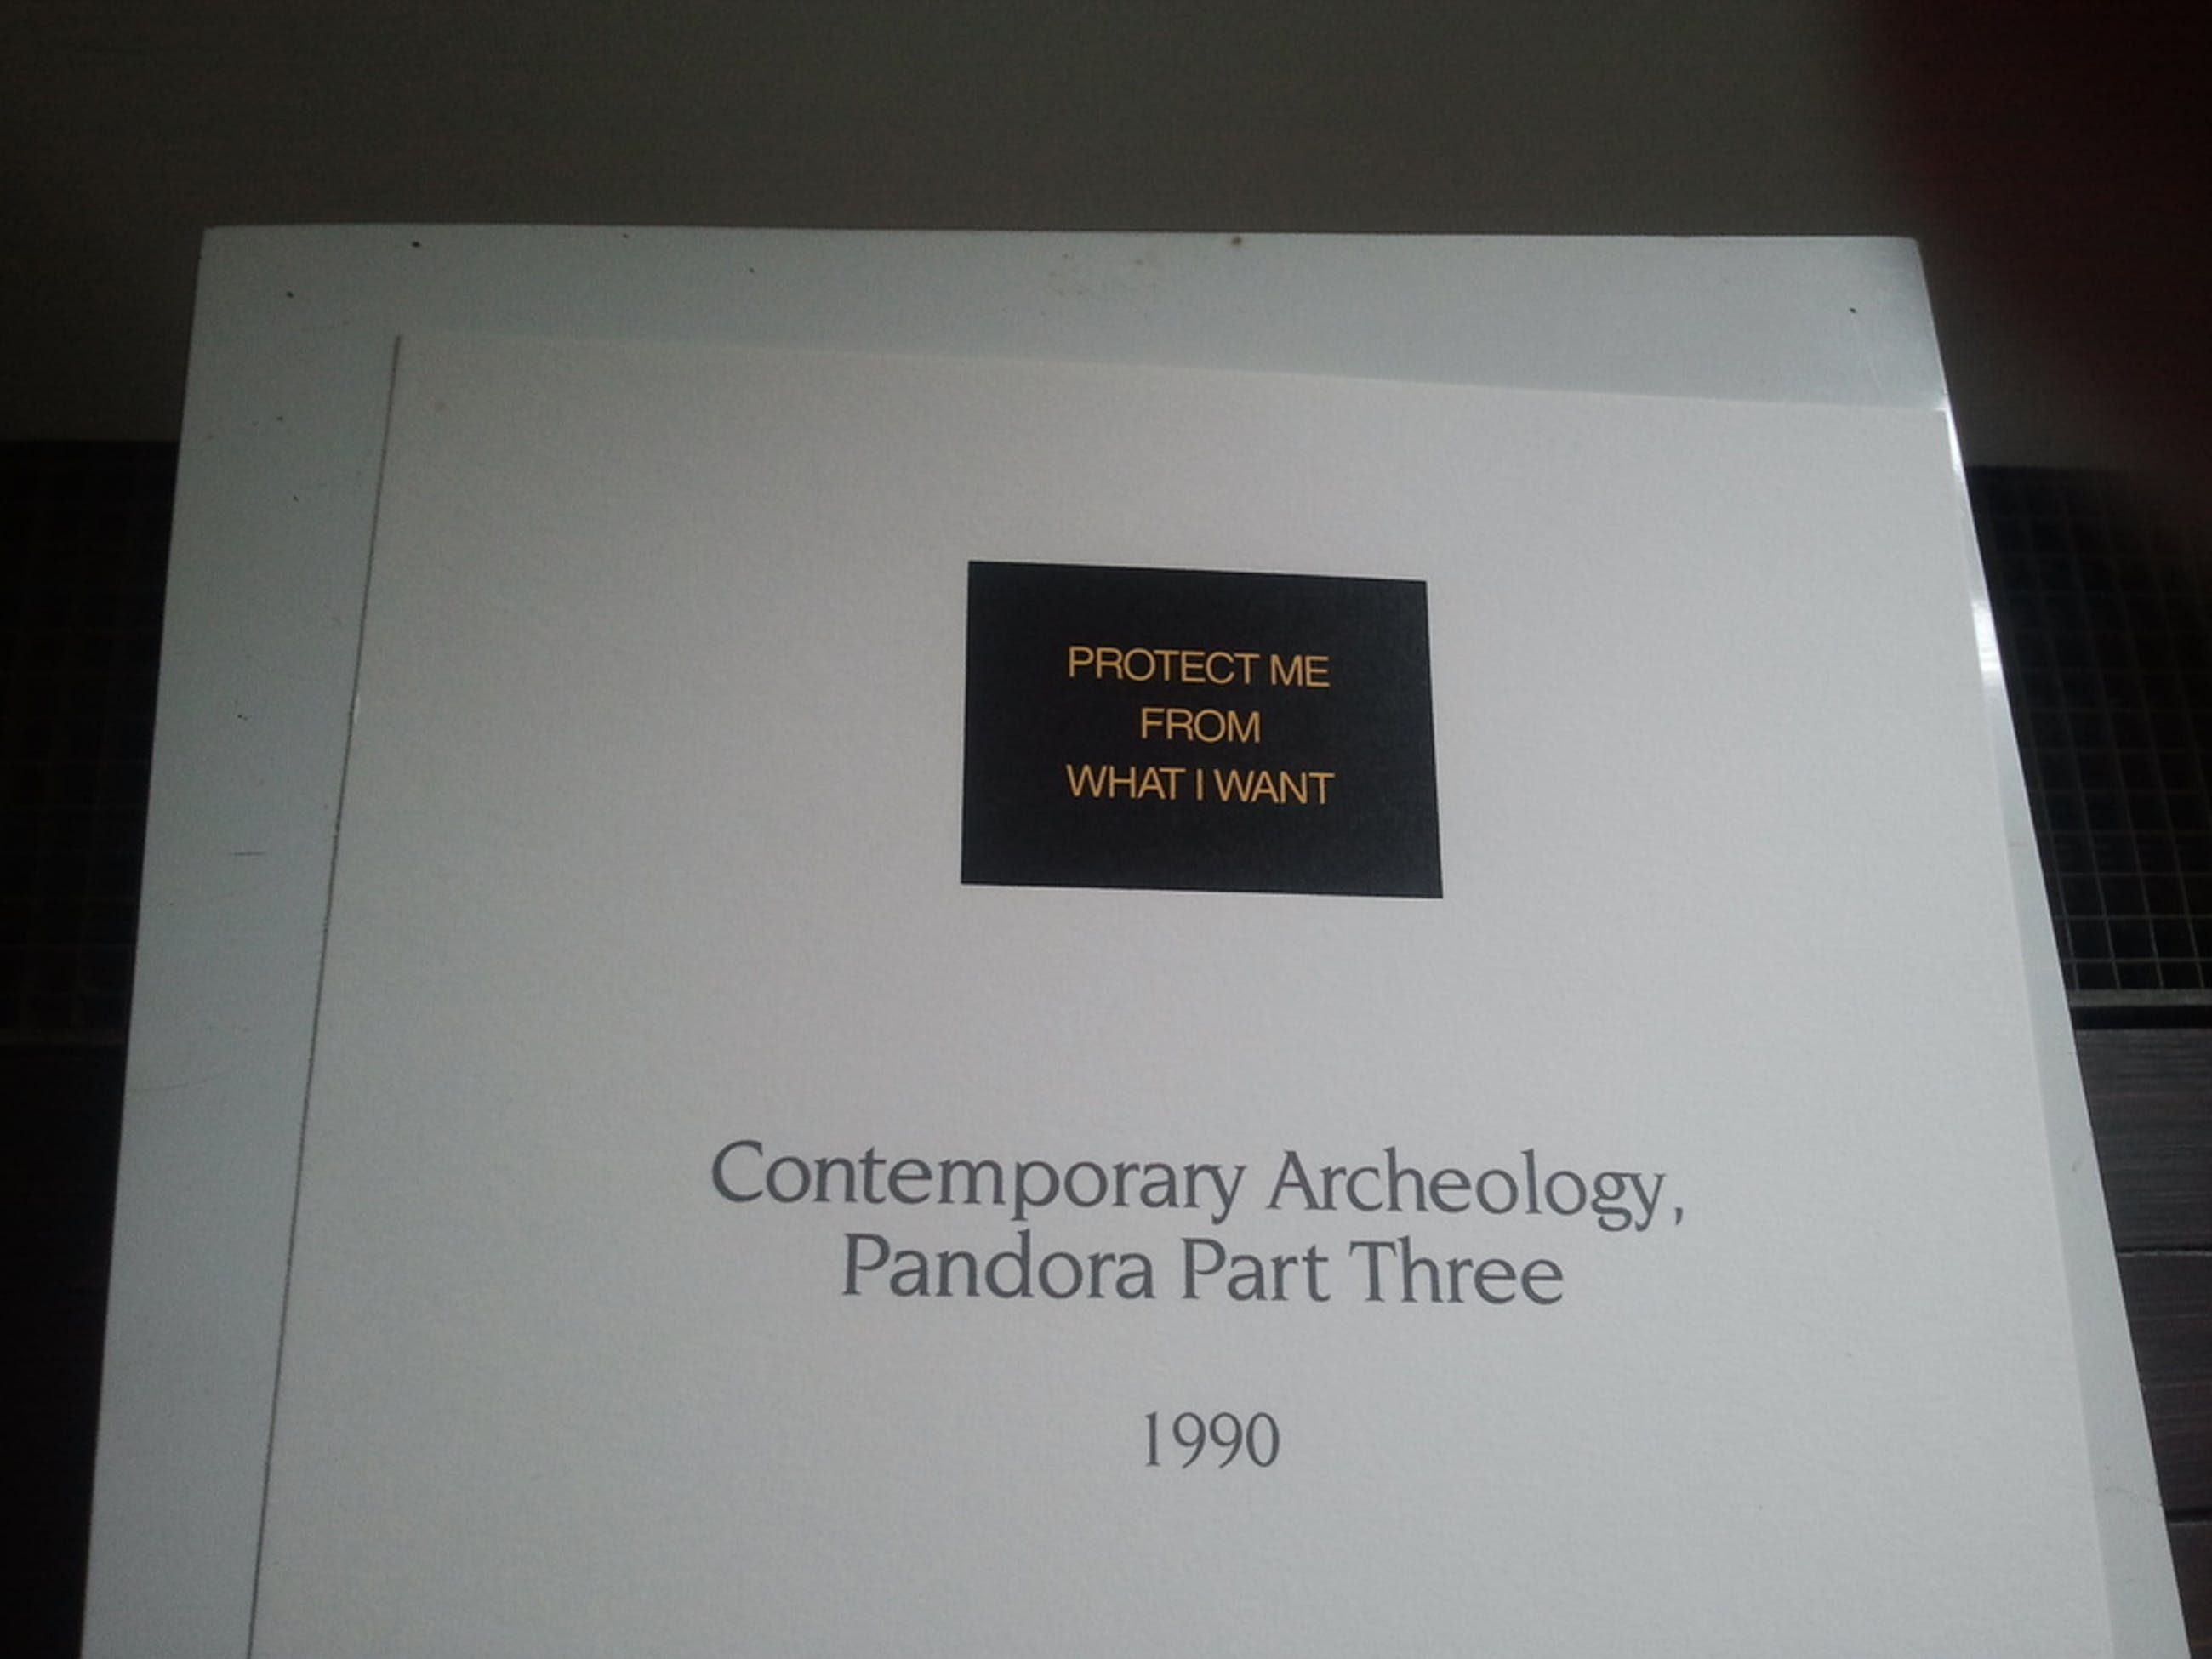 PROTECT ME
FROM
WHAT I WANT
Contemporary Archeology,
Pandora Part Three
1990